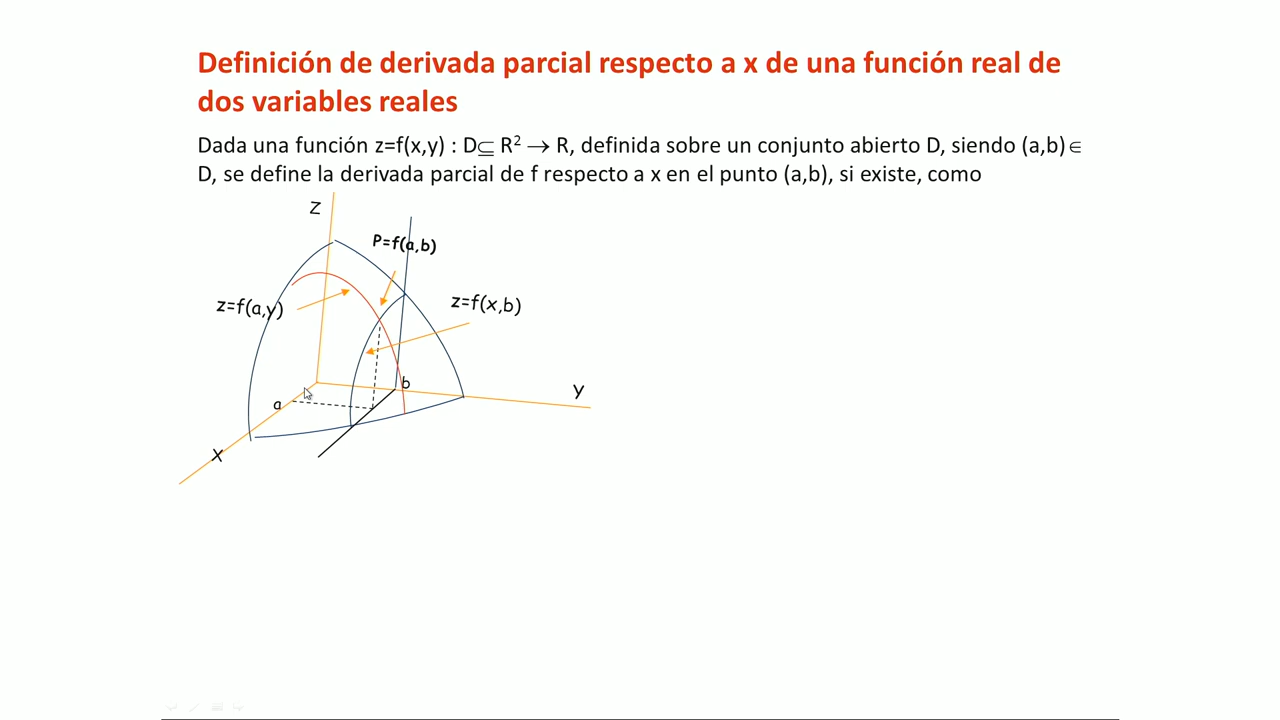 Definición de derivada parcial respecto a x de una función real de
dos variables reales
Dada una función z=f(x,y) : D⊆ R² → R, definida sobre un conjunto abierto D, siendo (a,b)∈
D, se define la derivada parcial de f respecto a x en el punto (a,b), si existe, como
Z
P=f(a,b)
z=f(a,y)
z=f(x,b)
b
Y
a
X